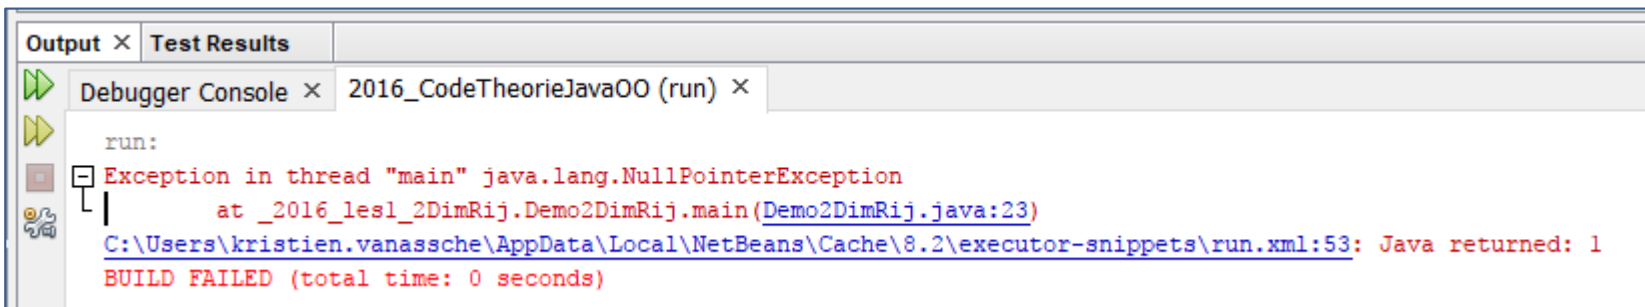 Output × Test Results
Debugger Console × 2016_CodeTheorieJavaOO (run) ×
run:
Exception in thread "main" java.lang.NullPointerException
at _2016_les1_2DimRij.Demo2DimRij.main(Demo2DimRij.java:23)
C:\Users\kristien.vanassche\AppData\Local\NetBeans\Cache\8.2\executor-snippets\run.xml:53: Java returned: 1
BUILD FAILED (total time: 0 seconds)